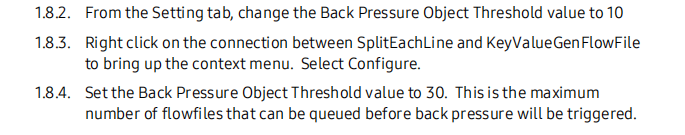 1.8.2. From the Setting tab, change the Back Pressure Object Threshold value to 10
1.8.3. Right click on the connection between SplitEachLine and KeyValueGenFlowFile
to bring up the context menu. Select Configure.
1.8.4. Set the Back Pressure Object Threshold value to 30. This is the maximum
number of flowfiles that can be queued before back pressure will be triggered.